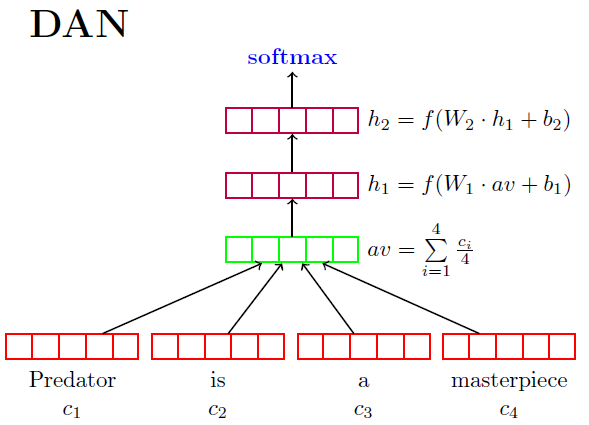 DAN
softmax
h₂ = f(W₂ · h₁ + b₂)
h₁ = f(W₁ · av + b₁)
av = ∑_{i=1}^{4} c_i/4
Predator is a masterpiece
c₁ c₂ c₃ c₄